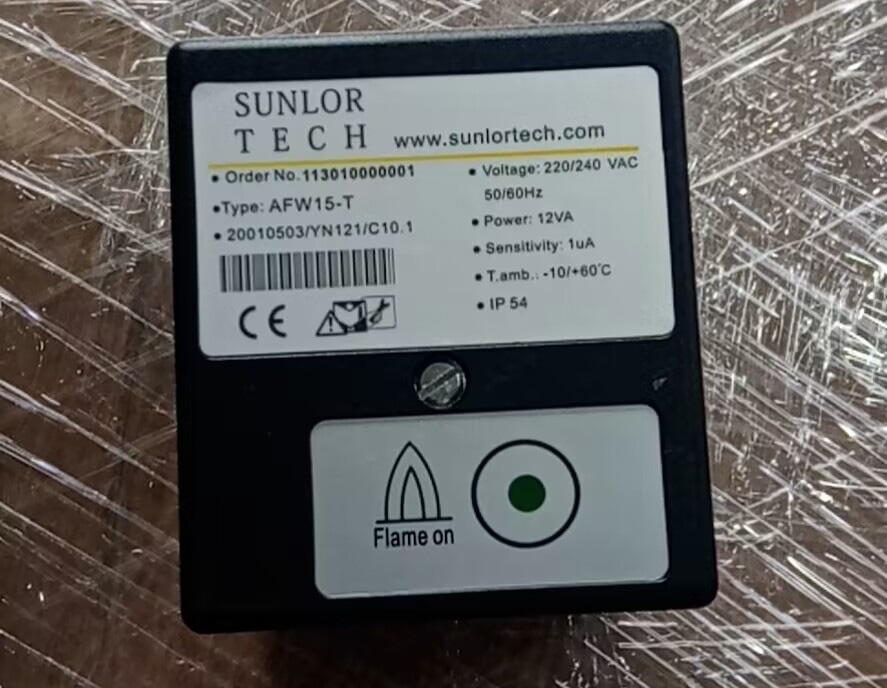 SUNLOR
TECH www.sunlortech.com
• Order No.113010000001
•Type: AFW15-T
• 20010503/YN121/C10.1
• Voltage: 220/240 VAC
50/60Hz
• Power: 12VA
• Sensitivity: 1uA
• T.amb.: -10/+60°C
• IP 54
CE
Flame on